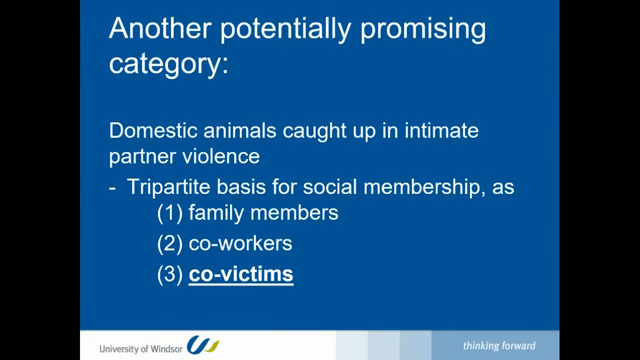 Another potentially promising
category:
Domestic animals caught up in intimate
partner violence
- Tripartite basis for social membership, as
(1) family members
(2) co-workers
(3) co-victims
University of Windsor
thinking forward